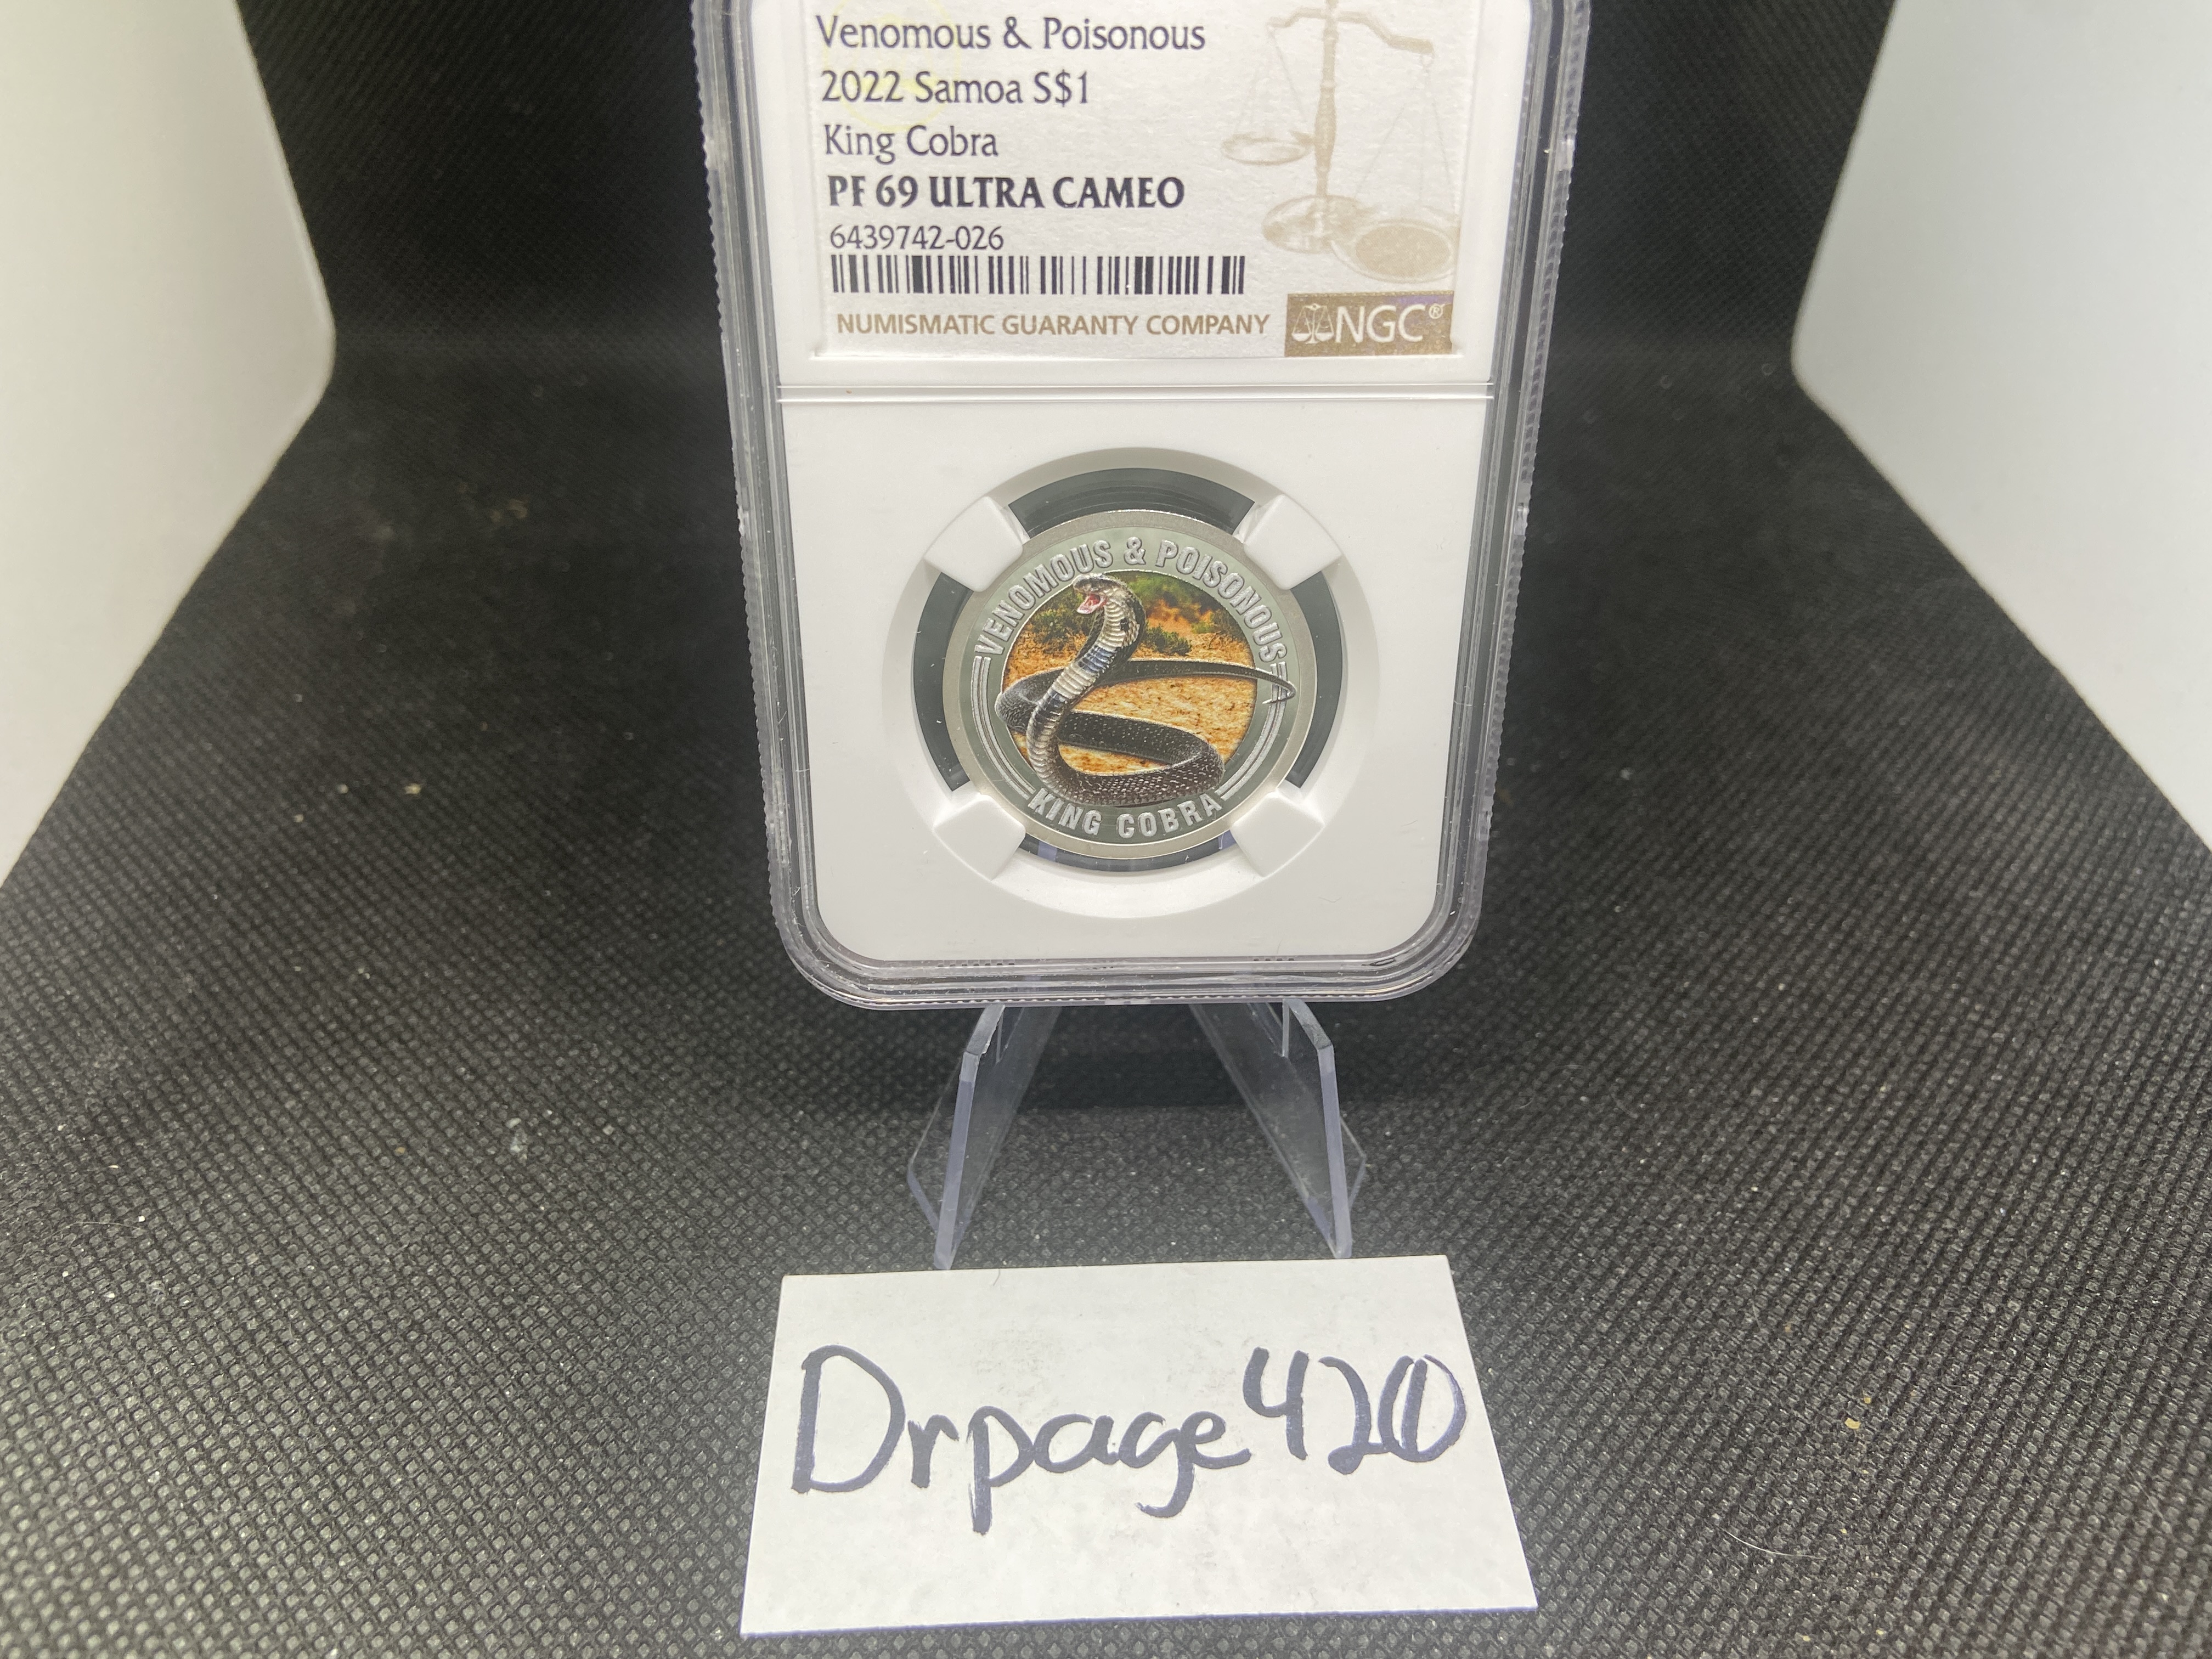 Venomous & Poisonous
2022 Samoa S$1
King Cobra
PF 69 ULTRA CAMEO
6439742-026
NUMISMATIC GUARANTY COMPANY
NGC®
VENOMOUS & POISONOUS
KING COBRA
Drpage420